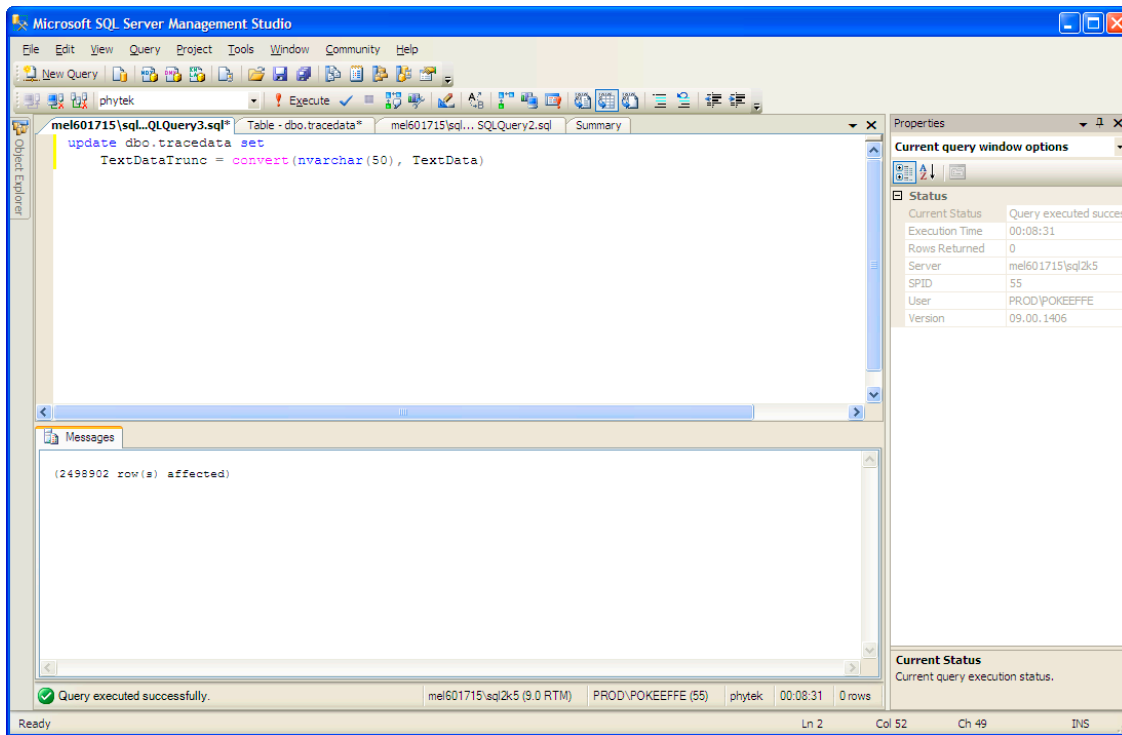 Microsoft SQL Server Management Studio
File Edit View Query Project Tools Window Community Help
New Query
phytek Execute
Object Explorer
mel601715\sql...QLQuery3.sql* Table - dbo.tracedata* mel601715\sql... SQLQuery2.sql Summary
update dbo.tracedata set
TextDataTrunc = convert(nvarchar(50), TextData)
Messages
(2498902 row(s) affected)
Query executed successfully. mel601715\sql2k5 (9.0 RTM) PROD\POKEEFFE (55) phytek 00:08:31 0 rows
Properties
Current query window options
Status
Current Status Query executed succes
Execution Time 00:08:31
Rows Returned 0
Server mel601715\sql2k5
SPID 55
User PROD\POKEEFFE
Version 09.00.1406
Current Status
Current query execution status.
Ready Ln 2 Col 52 Ch 49 INS